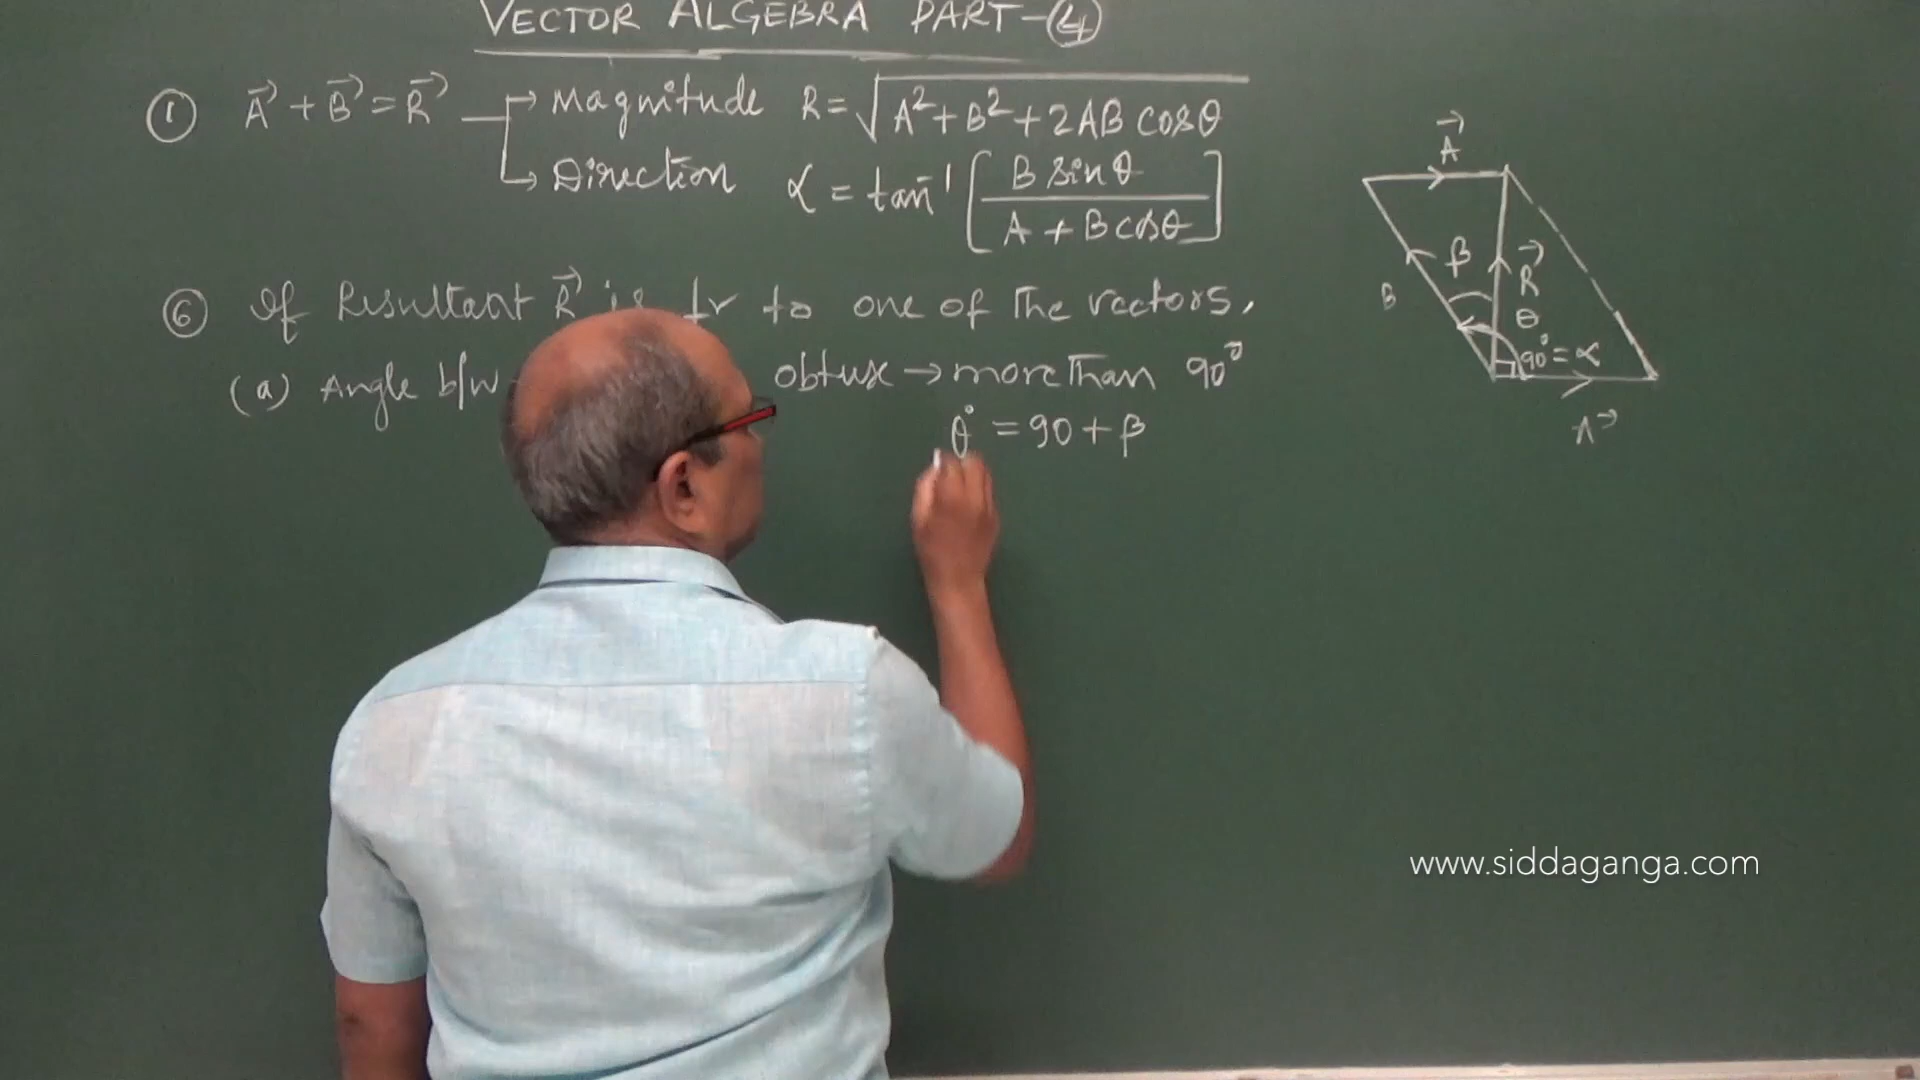 VECTOR ALGEBRA PART-(4)
① A⃗ + B⃗ = R⃗ → Magnitude R = √(A² + B² + 2AB cosθ)
→ Direction α = tan⁻¹ [B sinθ / A + B cosθ]
⑥ If Resultant R⃗ is ⊥r to one of the vectors,
(a) Angle b/w obtuse → more than 90°
θ° = 90 + β
A⃗
β
R⃗
B
θ
90° = α
A⃗
www.siddaganga.com